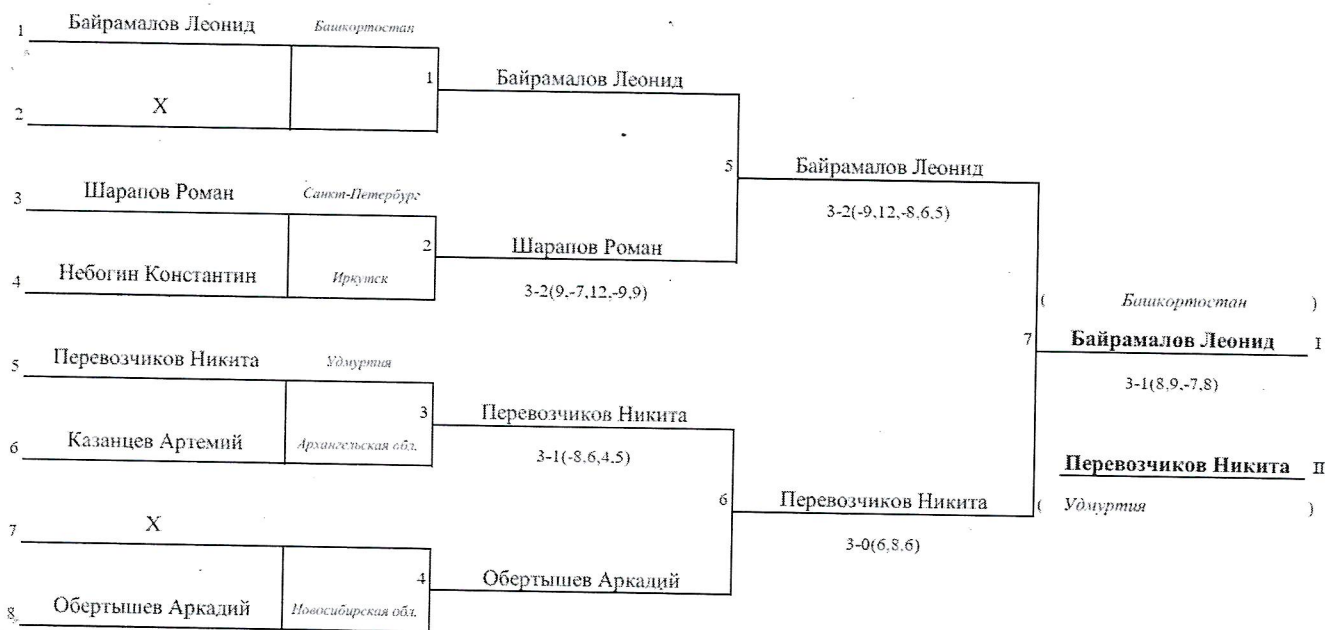 1 Байрамалов Леонид Башкортостан
1 Байрамалов Леонид
2 X
5 Байрамалов Леонид
3 Шарапов Роман Санкт-Петербург
3-2(-9,12,-8,6,5)
2 Шарапов Роман
4 Небогин Константин Иркутск
3-2(9,-7,12,-9,9)
( Башкортостан )
7 Байрамалов Леонид I
5 Перевозчиков Никита Удмуртия
3-1(8,9,-7,8)
3 Перевозчиков Никита
6 Казанцев Артемий Архангельская обл.
3-1(-8,6,4,5)
Перевозчиков Никита II
6 Перевозчиков Никита
( Удмуртия )
7 X
3-0(6,8,6)
4 Обертышев Аркадий
8 Обертышев Аркадий Новосибирская обл.